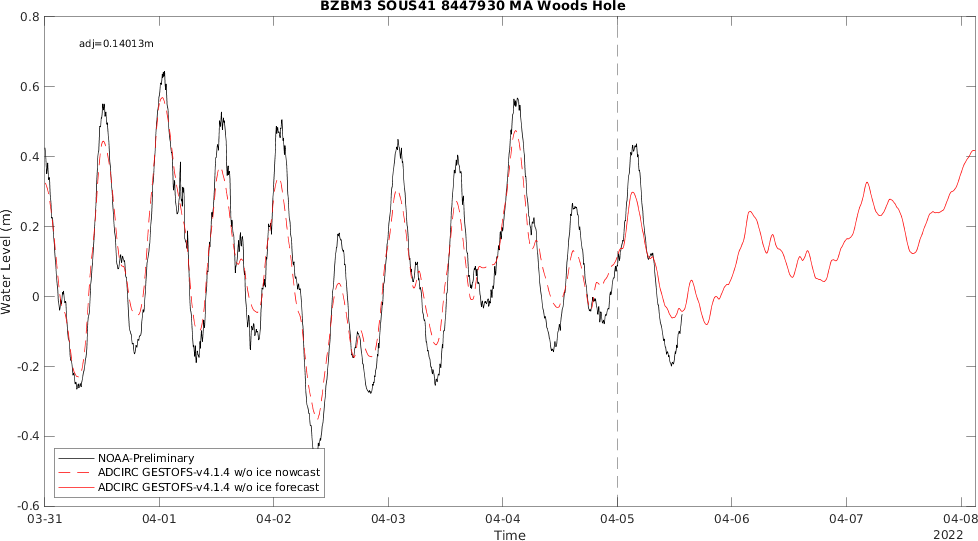 BZBM3 SOUS41 8447930 MA Woods Hole
adj=0.14013m
0.8
0.6
0.4
0.2
0
-0.2
-0.4
-0.6
Water Level (m)
NOAA-Preliminary
ADCIRC GESTOFS-v4.1.4 w/o ice nowcast
ADCIRC GESTOFS-v4.1.4 w/o ice forecast
03-31 04-01 04-02 04-03 04-04 04-05 04-06 04-07 04-08
Time
2022